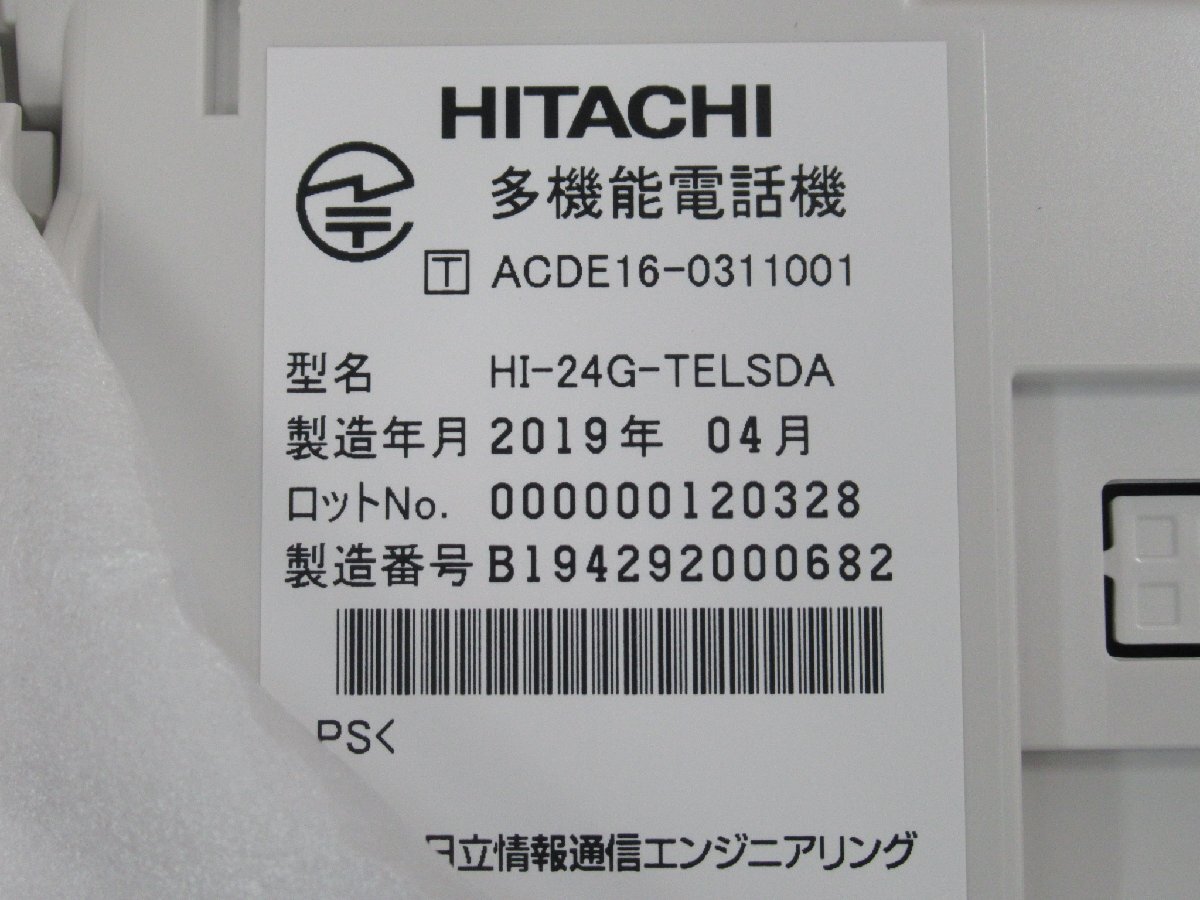 HITACHI
多機能電話機
T ACDE16-0311001
型名 HI-24G-TELSDA
製造年月 2019年 04月
ロットNo. 000000120328
製造番号 B194292000682
PS<
日立情報通信エンジニアリング